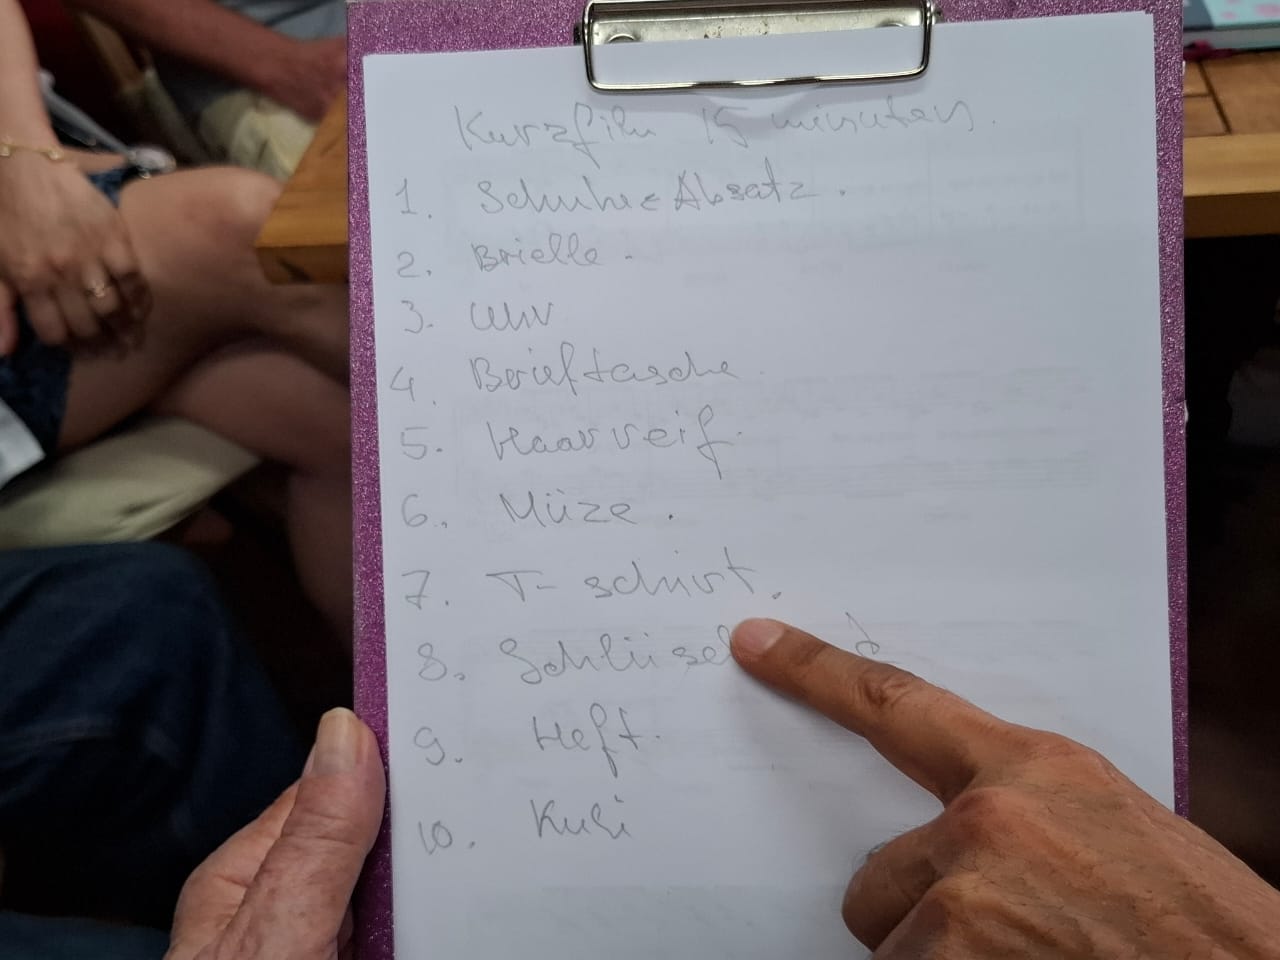 Kurzfilm 15 minuten.
1. Schuhe Absatz.
2. Brielle.
3. Uhr
4. Brieftasche.
5. Haarreif.
6. Müze.
7. T-schirt.
8. Schlüsel
9. Heft.
10. Kuli